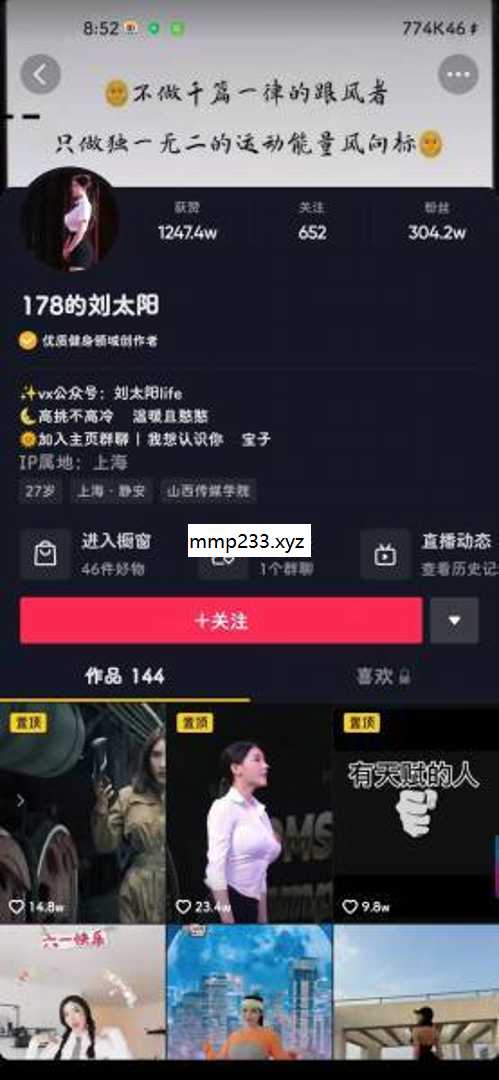 8:52
774K46
不做千篇一律的跟风者
只做独一无二的运动能量风向标
获赞 关注 粉丝
1247.4w 652 304.2w
178的刘太阳
优质健身领域创作者
vx公众号：刘太阳life
高挑不高冷 温暖且憨憨
加入主页群聊丨我想认识你 宝子
IP属地：上海
27岁 上海·静安 山西传媒学院
mmp233.xyz
进入橱窗 直播动态
46件好物 1个群聊 查看历史记
＋关注
作品 144 喜欢
置顶 置顶 置顶
有天赋的人
14.8w 23.4w 9.8w
六一快乐